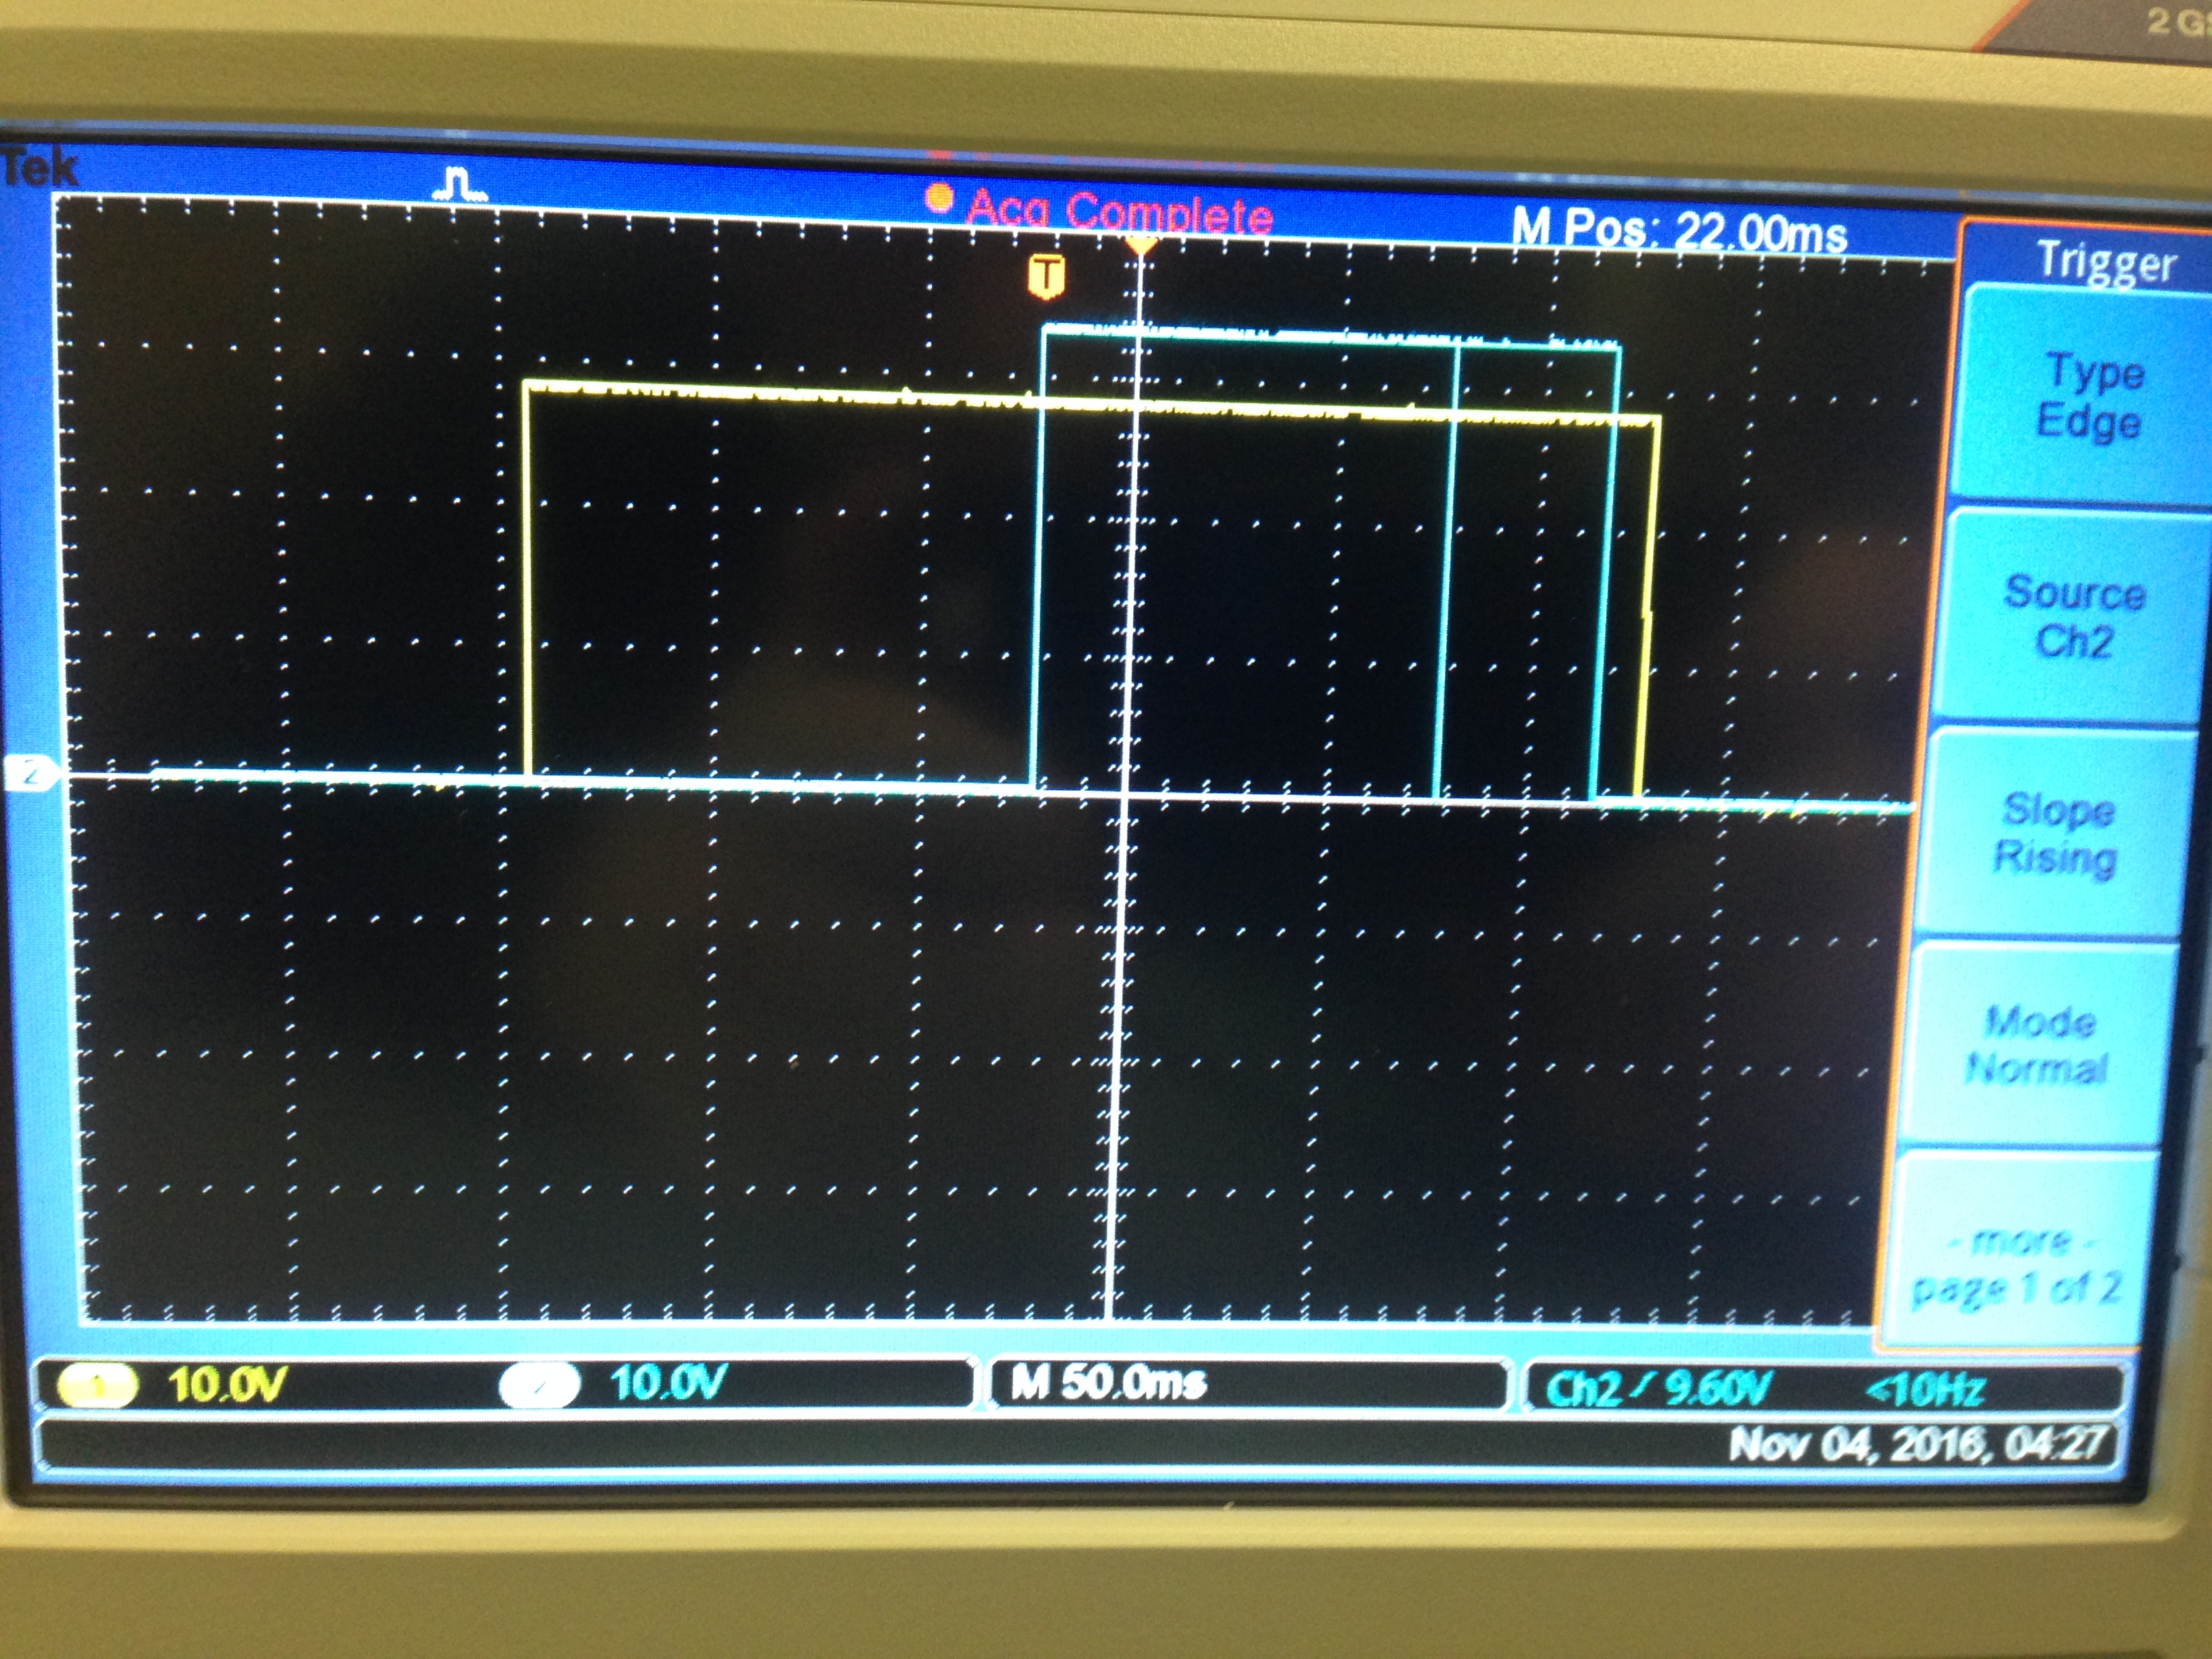 2 G
Tek
Acq Complete
M Pos: 22.00ms
T
Trigger
Type
Edge
Source
Ch2
2
Slope
Rising
Mode
Normal
- more -
page 1 of 2
1 10.0V 2 10.0V M 50.0ms Ch2 / 9.60V <10Hz
Nov 04, 2016, 04:27